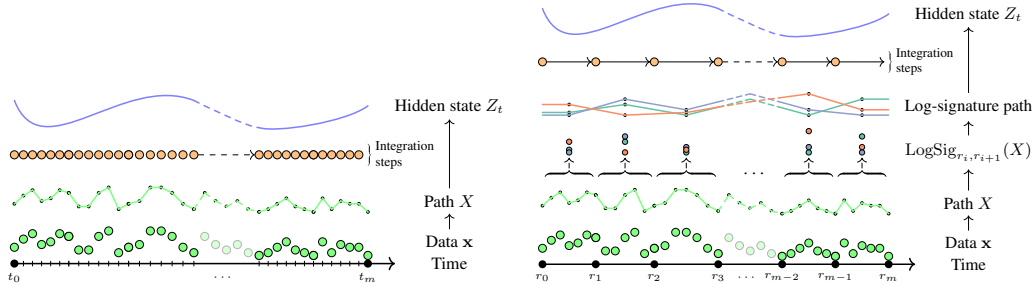 Hidden state Z_t
Integration
steps
Path X
Data x
Time
t_0
...
t_m
Hidden state Z_t
Integration
steps
Log-signature path
LogSig_{r_i, r_{i+1}}(X)
...
Path X
Data x
Time
r_0 r_1 r_2 r_3 ... r_{m-2} r_{m-1} r_m